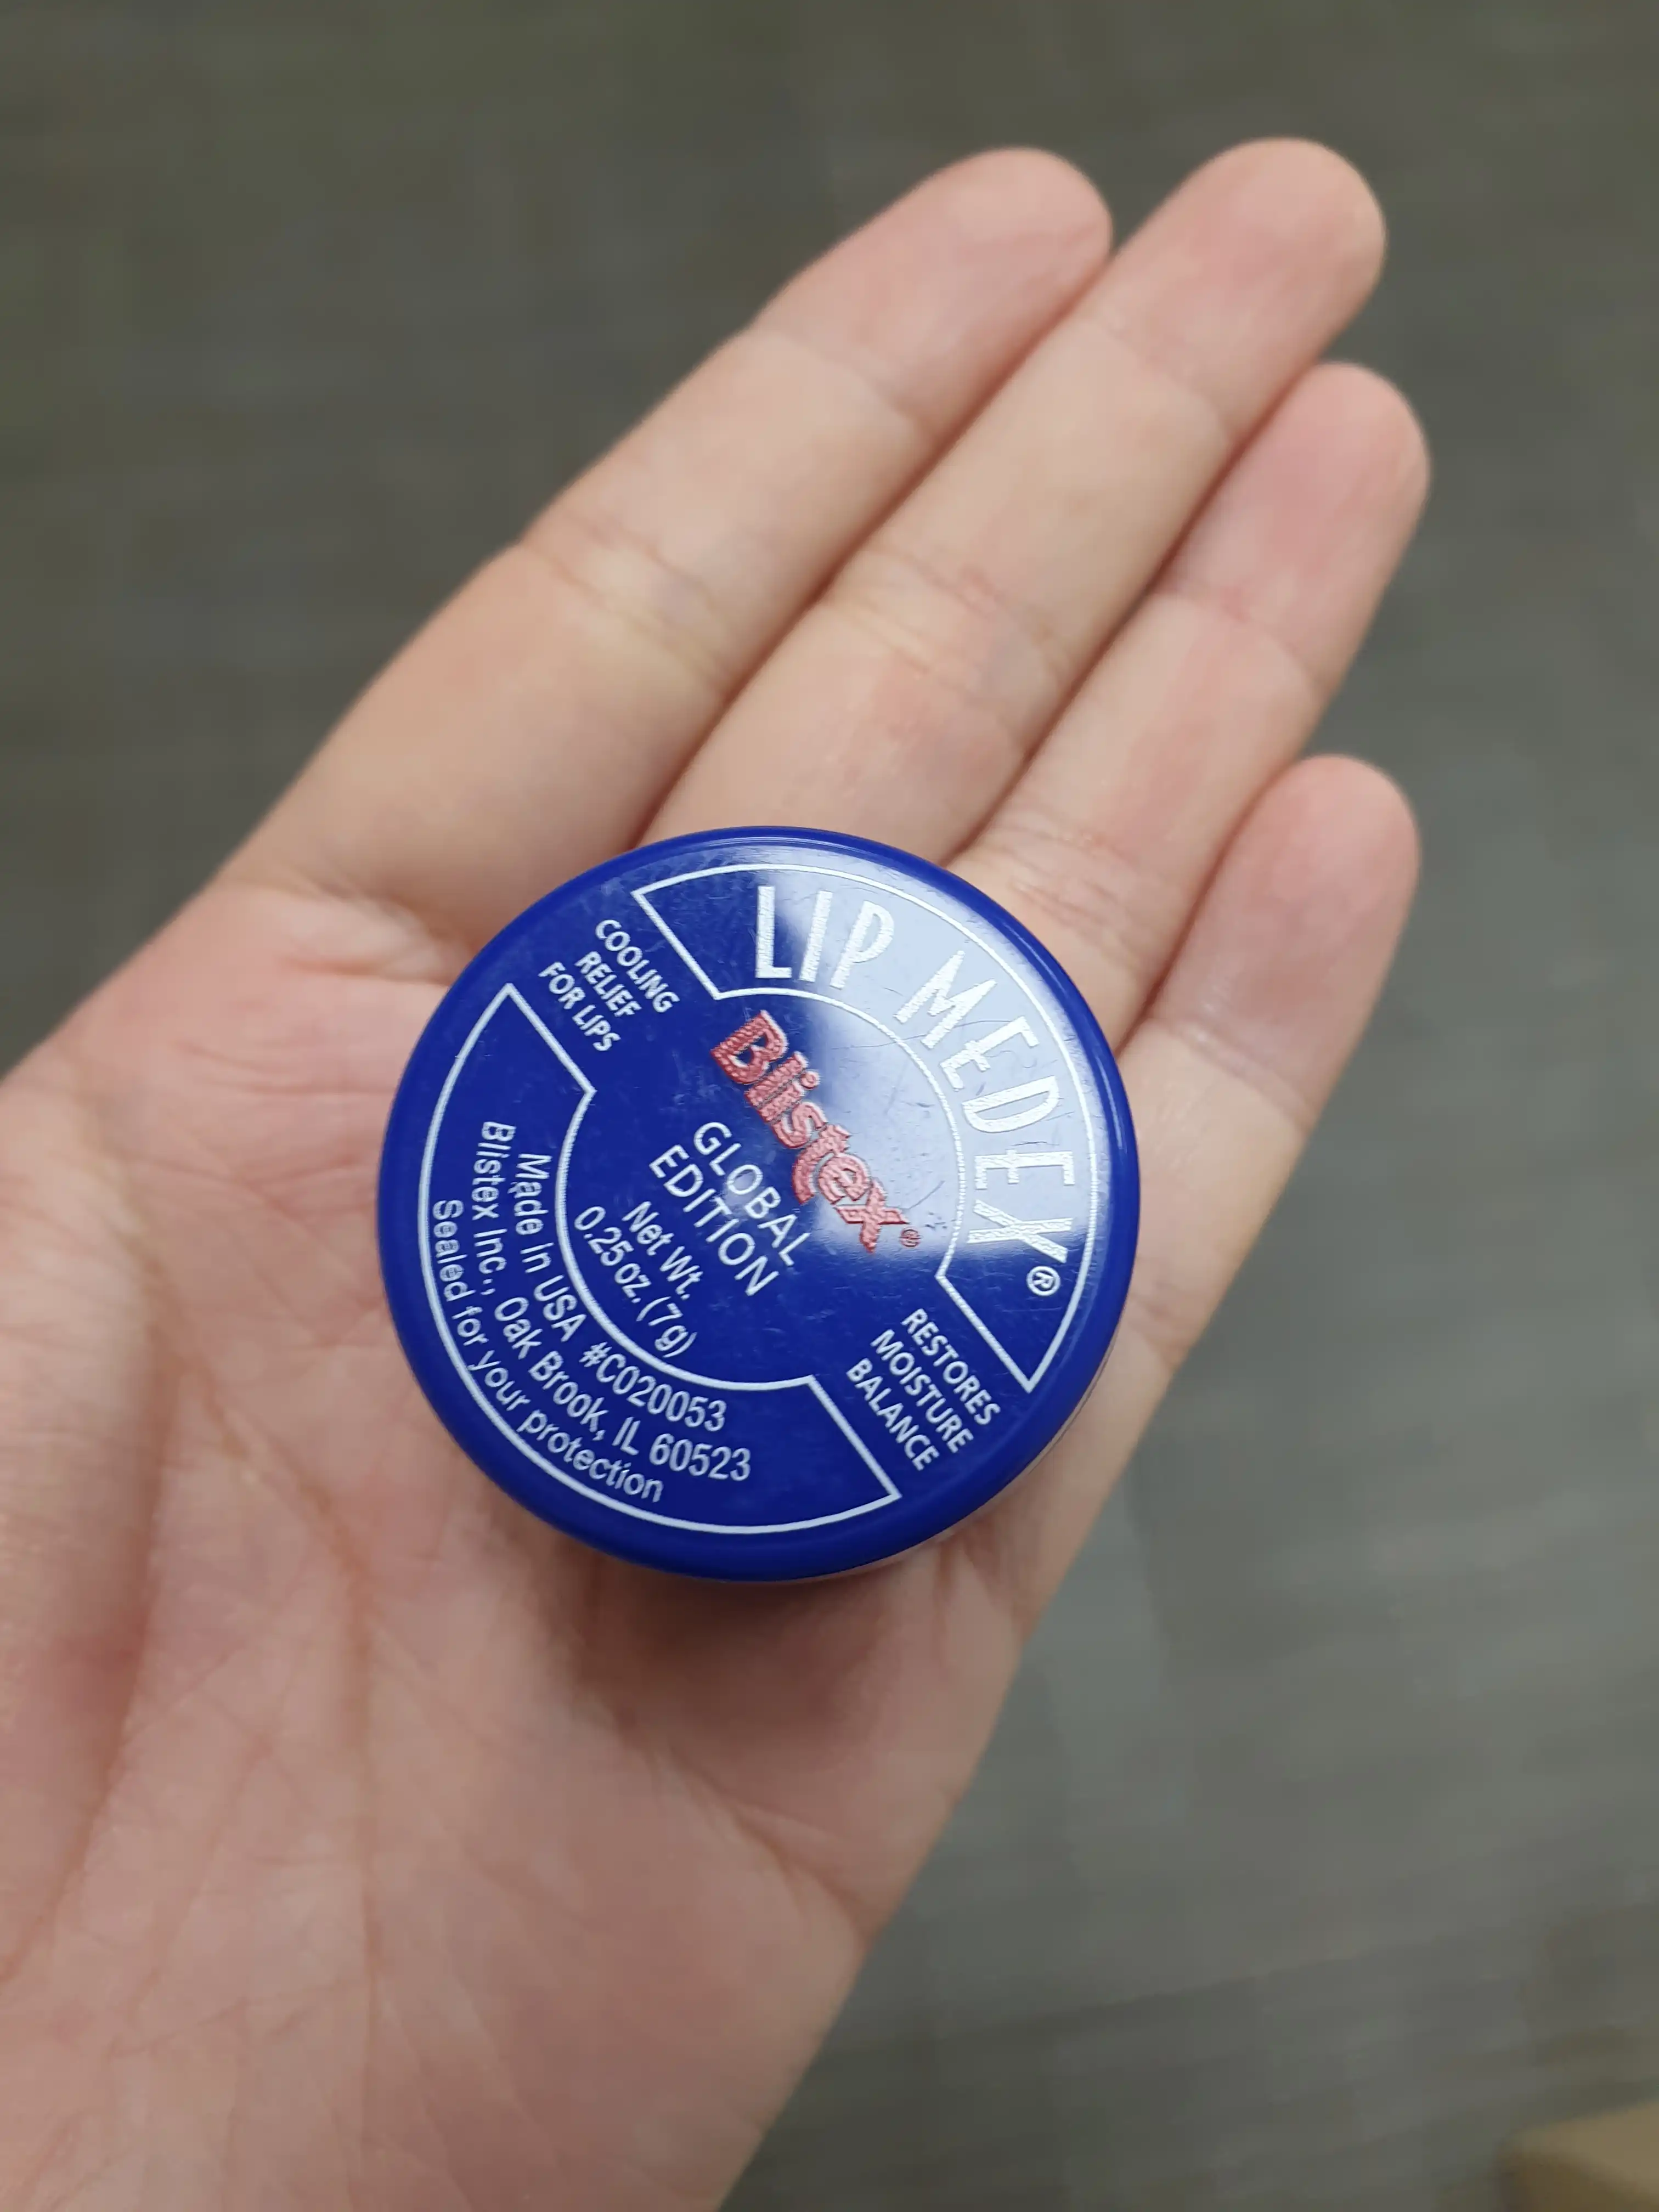 LIP MEDEX®
COOLING
RELIEF
FOR LIPS
Blistex®
GLOBAL
EDITION
Net Wt.
0.25 oz. (7g)
RESTORES
MOISTURE
BALANCE
Made in USA #C020053
Blistex Inc., Oak Brook, IL 60523
Sealed for your protection